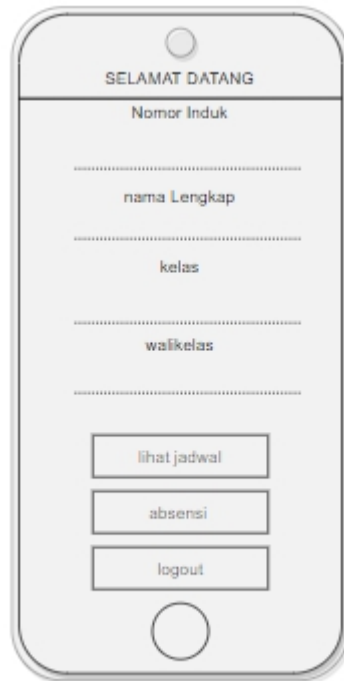 SELAMAT DATANG
Nomor Induk
nama Lengkap
kelas
walikelas
lihat jadwal
absensi
logout